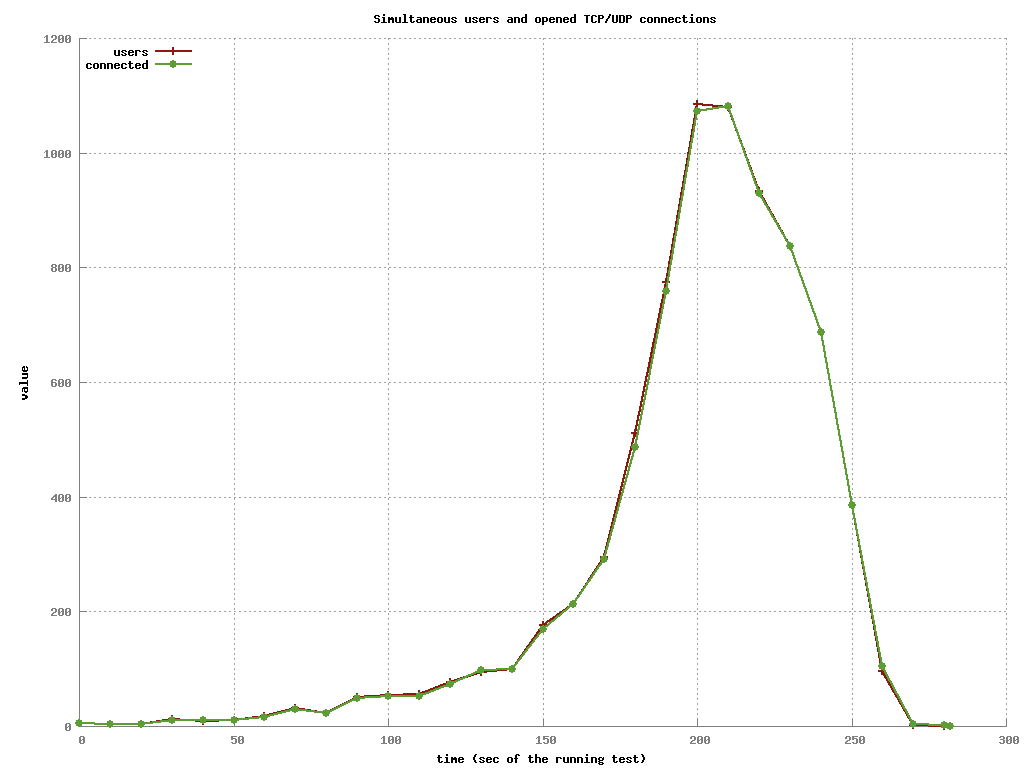 Simultaneous users and opened TCP/UDP connections
1200
users
connected
1000
800
600
value
400
200
0
0 50 100 150 200 250 300
time (sec of the running test)